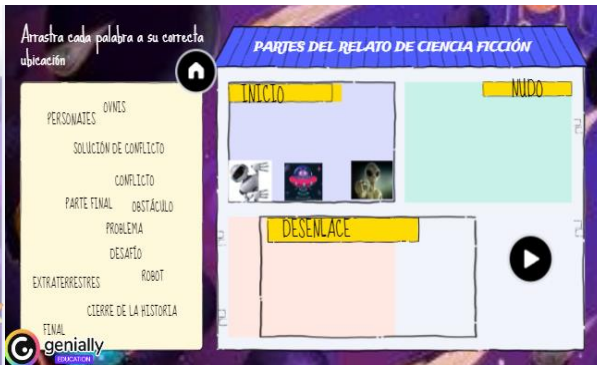 Arrastra cada palabra a su correcta
ubicación
PARTES DEL RELATO DE CIENCIA FICCIÓN
INICIO
NUDO
OVNIS
PERSONAJES
SOLUCIÓN DE CONFLICTO
CONFLICTO
PARTE FINAL
OBSTÁCULO
PROBLEMA
DESAFÍO
ROBOT
EXTRATERRESTRES
CIERRE DE LA HISTORIA
FINAL
DESENLACE
genially
EDUCATION